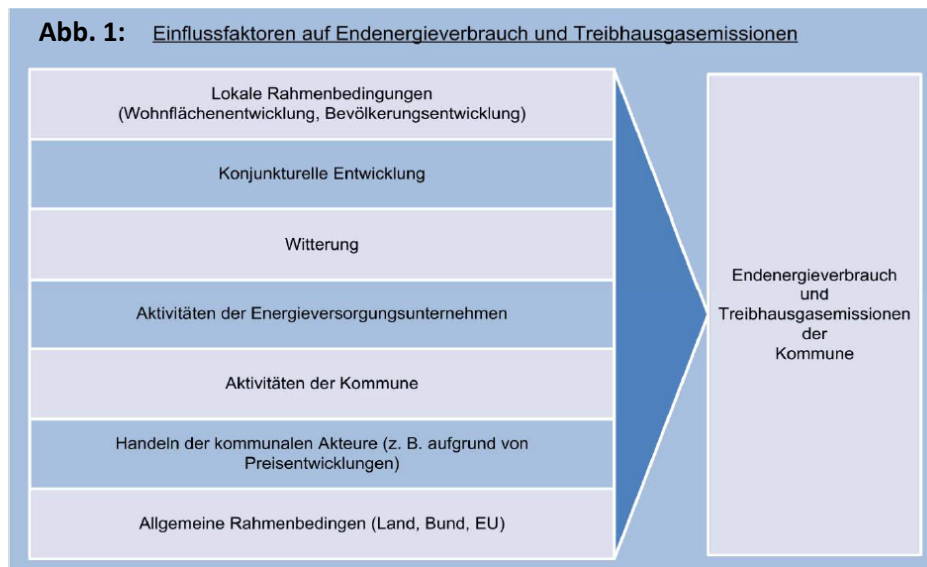 Abb. 1: Einflussfaktoren auf Endenergieverbrauch und Treibhausgasemissionen
Lokale Rahmenbedingungen
(Wohnflächenentwicklung, Bevölkerungsentwicklung)
Konjunkturelle Entwicklung
Witterung
Aktivitäten der Energieversorgungsunternehmen
Aktivitäten der Kommune
Handeln der kommunalen Akteure (z. B. aufgrund von
Preisentwicklungen)
Allgemeine Rahmenbedingen (Land, Bund, EU)
Endenergieverbrauch
und
Treibhausgasemissionen
der
Kommune